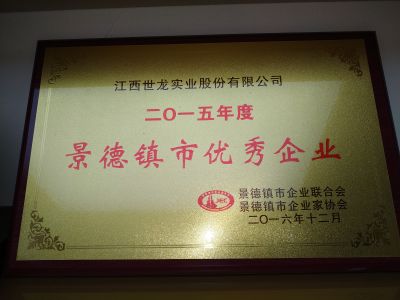 江西世龙实业股份有限公司
二〇一五年度
景德镇市优秀企业
景德镇市企业联合会
景德镇市企业家协会
二〇一六年十二月